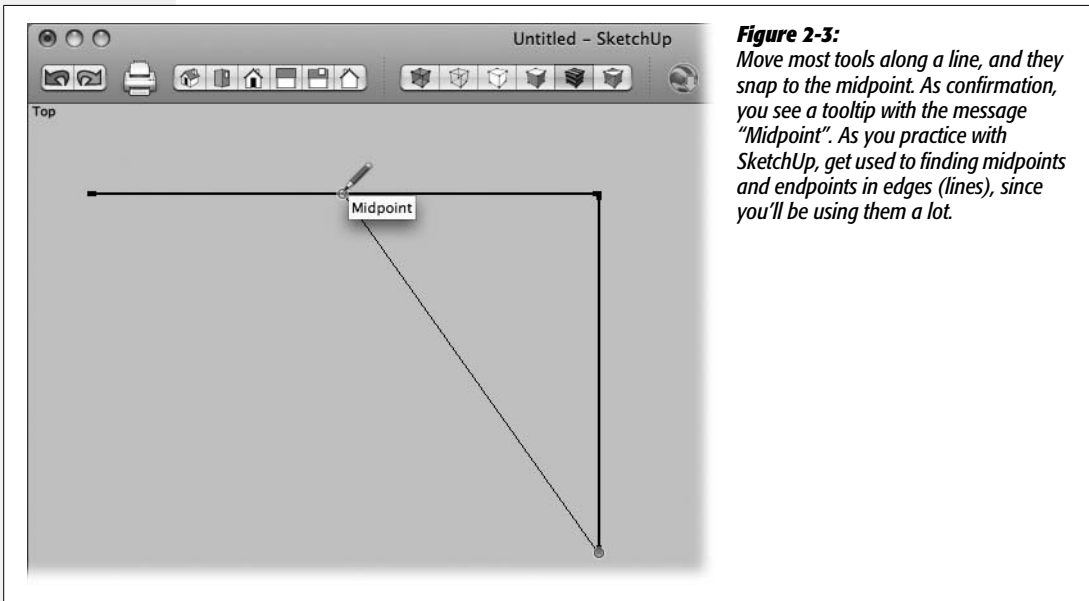 Untitled – SketchUp
Top
Midpoint
Figure 2-3:
Move most tools along a line, and they
snap to the midpoint. As confirmation,
you see a tooltip with the message
“Midpoint”. As you practice with
SketchUp, get used to finding midpoints
and endpoints in edges (lines), since
you’ll be using them a lot.